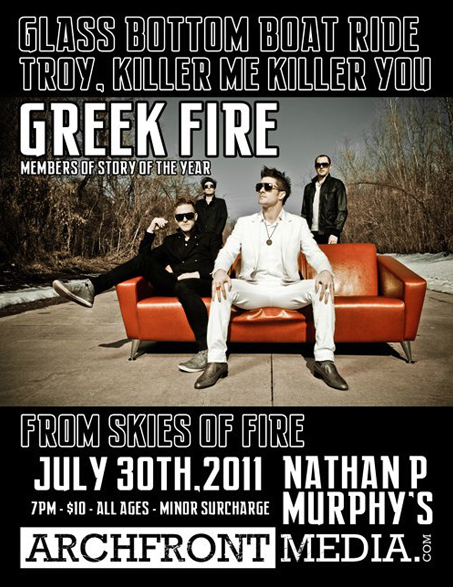 GLASS BOTTOM BOAT RIDE
TROY, KILLER ME KILLER YOU
GREEK FIRE
MEMBERS OF STORY OF THE YEAR
FROM SKIES OF FIRE
JULY 30TH, 2011
7PM - $10 - ALL AGES - MINOR SURCHARGE
NATHAN P
MURPHY'S
ARCHFRONT MEDIA.COM